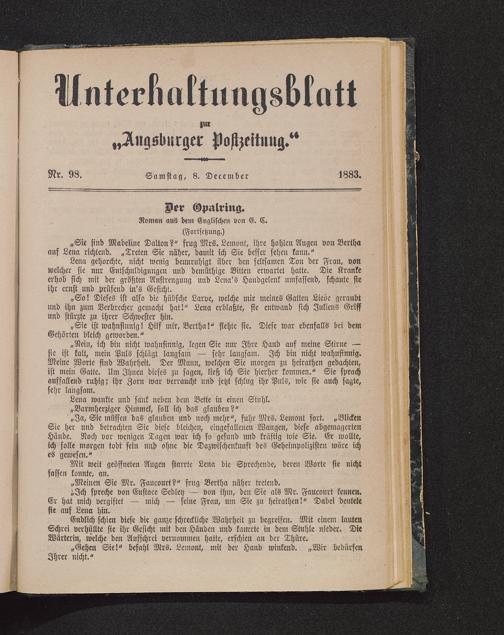 Unterhaltungsblatt
zur
„Augsburger Postzeitung.“
Nr. 98. Samstag, 8. December 1883.
Der Opalring.
Roman aus dem Englischen von E. C.
(Fortsetzung.)
„Sie sind Madeline Dalton?“ frug Mrs. Lemont, ihre hohlen Augen von Bertha
auf Lena richtend. „Treten Sie näher, damit ich Sie besser sehen kann.“
Lena gehorchte, nicht wenig beunruhigt über den seltsamen Ton der Frau, von
welcher sie nur Entschuldigungen und demüthige Bitten erwartet hatte. Die Kranke
erhob sich mit der größten Anstrengung und Lena's Handgelenk umfassend, schaute sie
ihr ernst und prüfend in's Gesicht.
„So! Dieses ist also die hübsche Larve, welche mir meines Gatten Liebe geraubt
und ihn zum Verbrecher gemacht hat!“ Lena erblaßte, sie entwand sich Juliens Griff
und stürzte zu ihrer Schwester hin.
„Sie ist wahnsinnig! Hilf mir, Bertha!“ flehte sie. Diese war ebenfalls bei dem
Gehörten bleich geworden.“
„Nein, ich bin nicht wahnsinnig, legen Sie nur Ihre Hand auf meine Stirne —
sie ist kalt, mein Puls schlägt langsam — sehr langsam. Ich bin nicht wahnsinnig.
Meine Worte sind Wahrheit. Der Mann, welchen Sie morgen zu heirathen gedachten,
ist mein Gatte. Um Ihnen dieses zu sagen, ließ ich Sie hierher kommen.“ Sie sprach
auffallend ruhig; ihr Zorn war verraucht und jetzt schlug ihr Puls, wie sie auch sagte,
sehr langsam.
Lena wankte und sank neben dem Bette in einen Stuhl.
„Barmherziger Himmel, soll ich das glauben?“
„Ja, Sie müssen das glauben und noch mehr“, fuhr Mrs. Lemont fort. „Blicken
Sie her und betrachten Sie diese bleichen, eingefallenen Wangen, diese abgemagerten
Hände. Noch vor wenigen Tagen war ich so gesund und kräftig wie Sie. Er wollte,
ich solle morgen todt sein und ohne die Dazwischenkunft des Geheimpolizisten wäre ich
es gewesen.“
Mit weit geöffneten Augen starrte Lena die Sprechende, deren Worte sie nicht
fassen konnte, an.
„Meinen Sie Mr. Faucourt?“ frug Bertha näher tretend.
„Ich spreche von Eustace Sedley — von ihm, den Sie als Mr. Faucourt kennen.
Er hat mich vergiftet — mich — seine Frau, um Sie zu heirathen!“ Dabei deutete
sie auf Lena hin.
Endlich schien diese die ganze schreckliche Wahrheit zu begreifen. Mit einem lauten
Schrei verhüllte sie ihr Gesicht mit den Händen und kauerte in dem Stuhle nieder. Die
Wärterin, welche den Aufschrei vernommen hatte, erschien an der Thüre.
„Gehen Sie!“ befahl Mrs. Lemont, mit der Hand winkend. „Wir bedürfen
Ihrer nicht.“